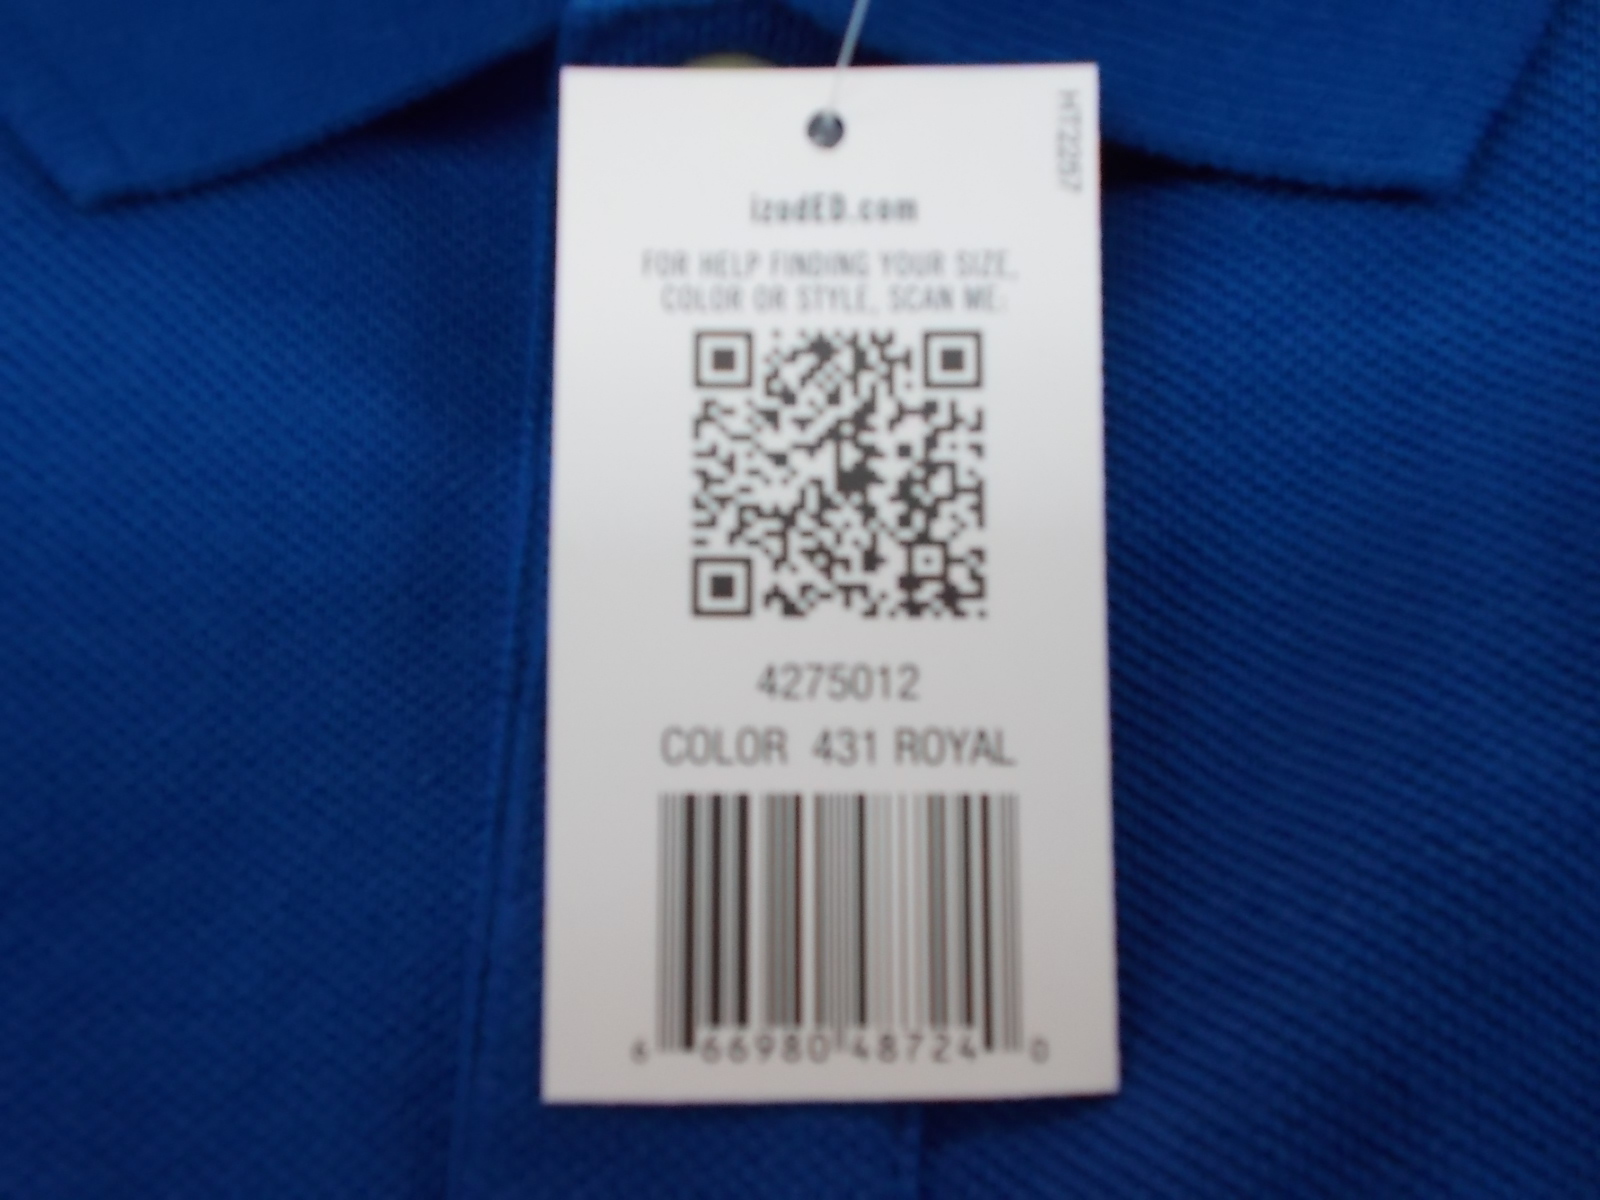 HT22257
izodED.com
FOR HELP FINDING YOUR SIZE,
COLOR OR STYLE, SCAN ME:
4275012
COLOR 431 ROYAL
6 66980 48724 0